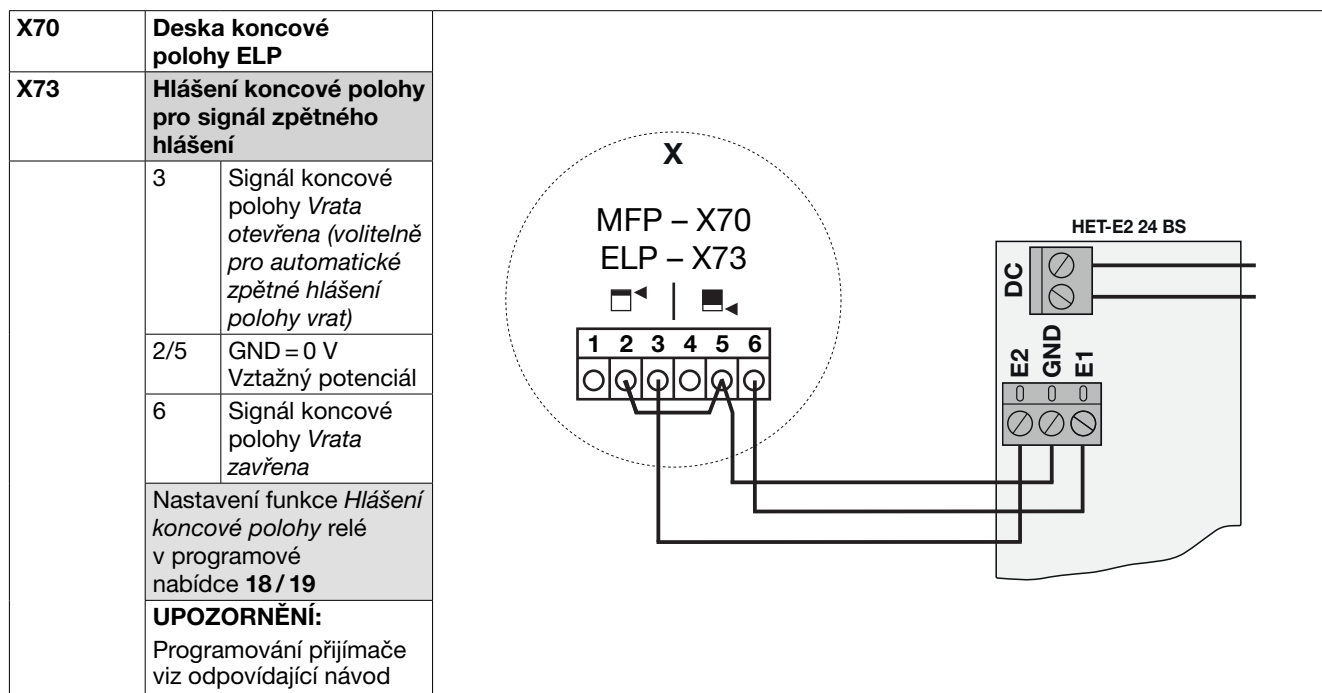 X70
Deska koncové
polohy ELP
X73
Hlášení koncové polohy
pro signál zpětného
hlášení
3
Signál koncové
polohy Vrata
otevřena (volitelně
pro automatické
zpětné hlášení
polohy vrat)
2/5
GND = 0 V
Vztažný potenciál
6
Signál koncové
polohy Vrata
zavřena
Nastavení funkce Hlášení
koncové polohy relé
v programové
nabídce 18 / 19
UPOZORNĚNÍ:
Programování přijímače
viz odpovídající návod
X
MFP – X70
ELP – X73
1 2 3 4 5 6
HET-E2 24 BS
DC
E2
GND
E1